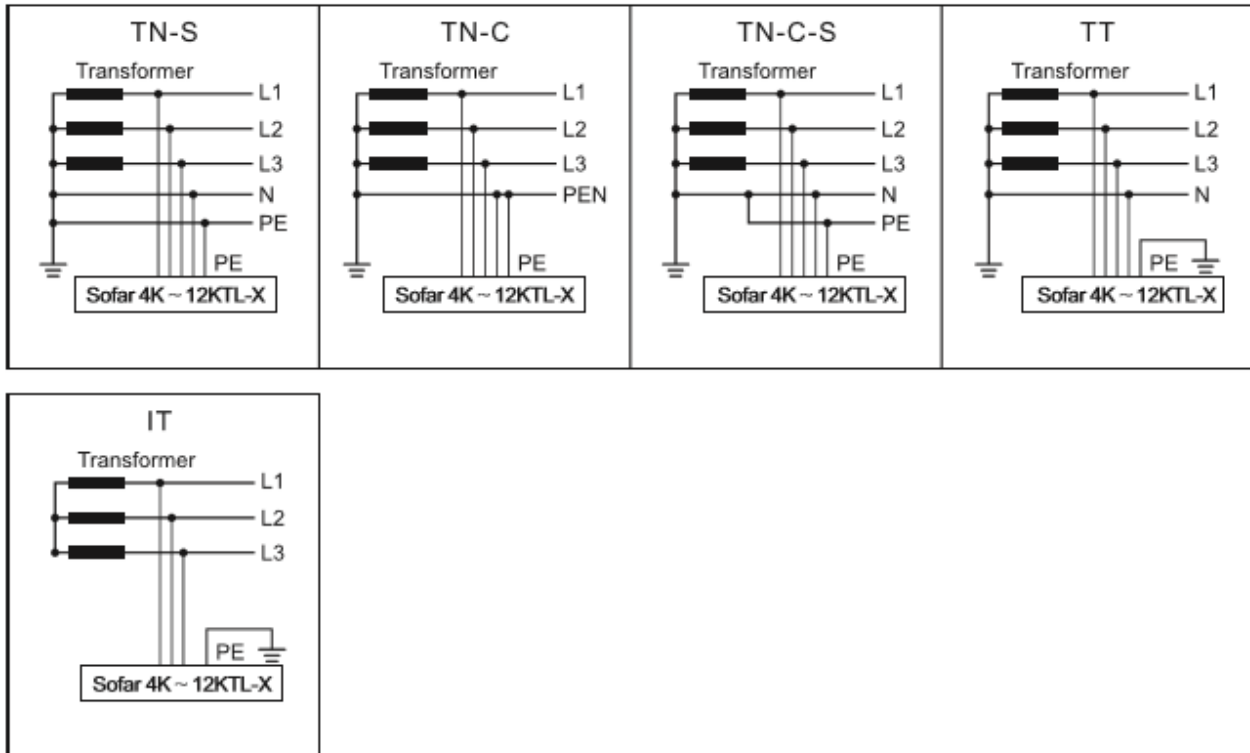 TN-S
Transformer
L1
L2
L3
N
PE
PE
Sofar 4K ~ 12KTL-X
TN-C
Transformer
L1
L2
L3
PEN
PE
Sofar 4K ~ 12KTL-X
TN-C-S
Transformer
L1
L2
L3
N
PE
PE
Sofar 4K ~ 12KTL-X
TT
Transformer
L1
L2
L3
N
PE
Sofar 4K ~ 12KTL-X
IT
Transformer
L1
L2
L3
PE
Sofar 4K ~ 12KTL-X